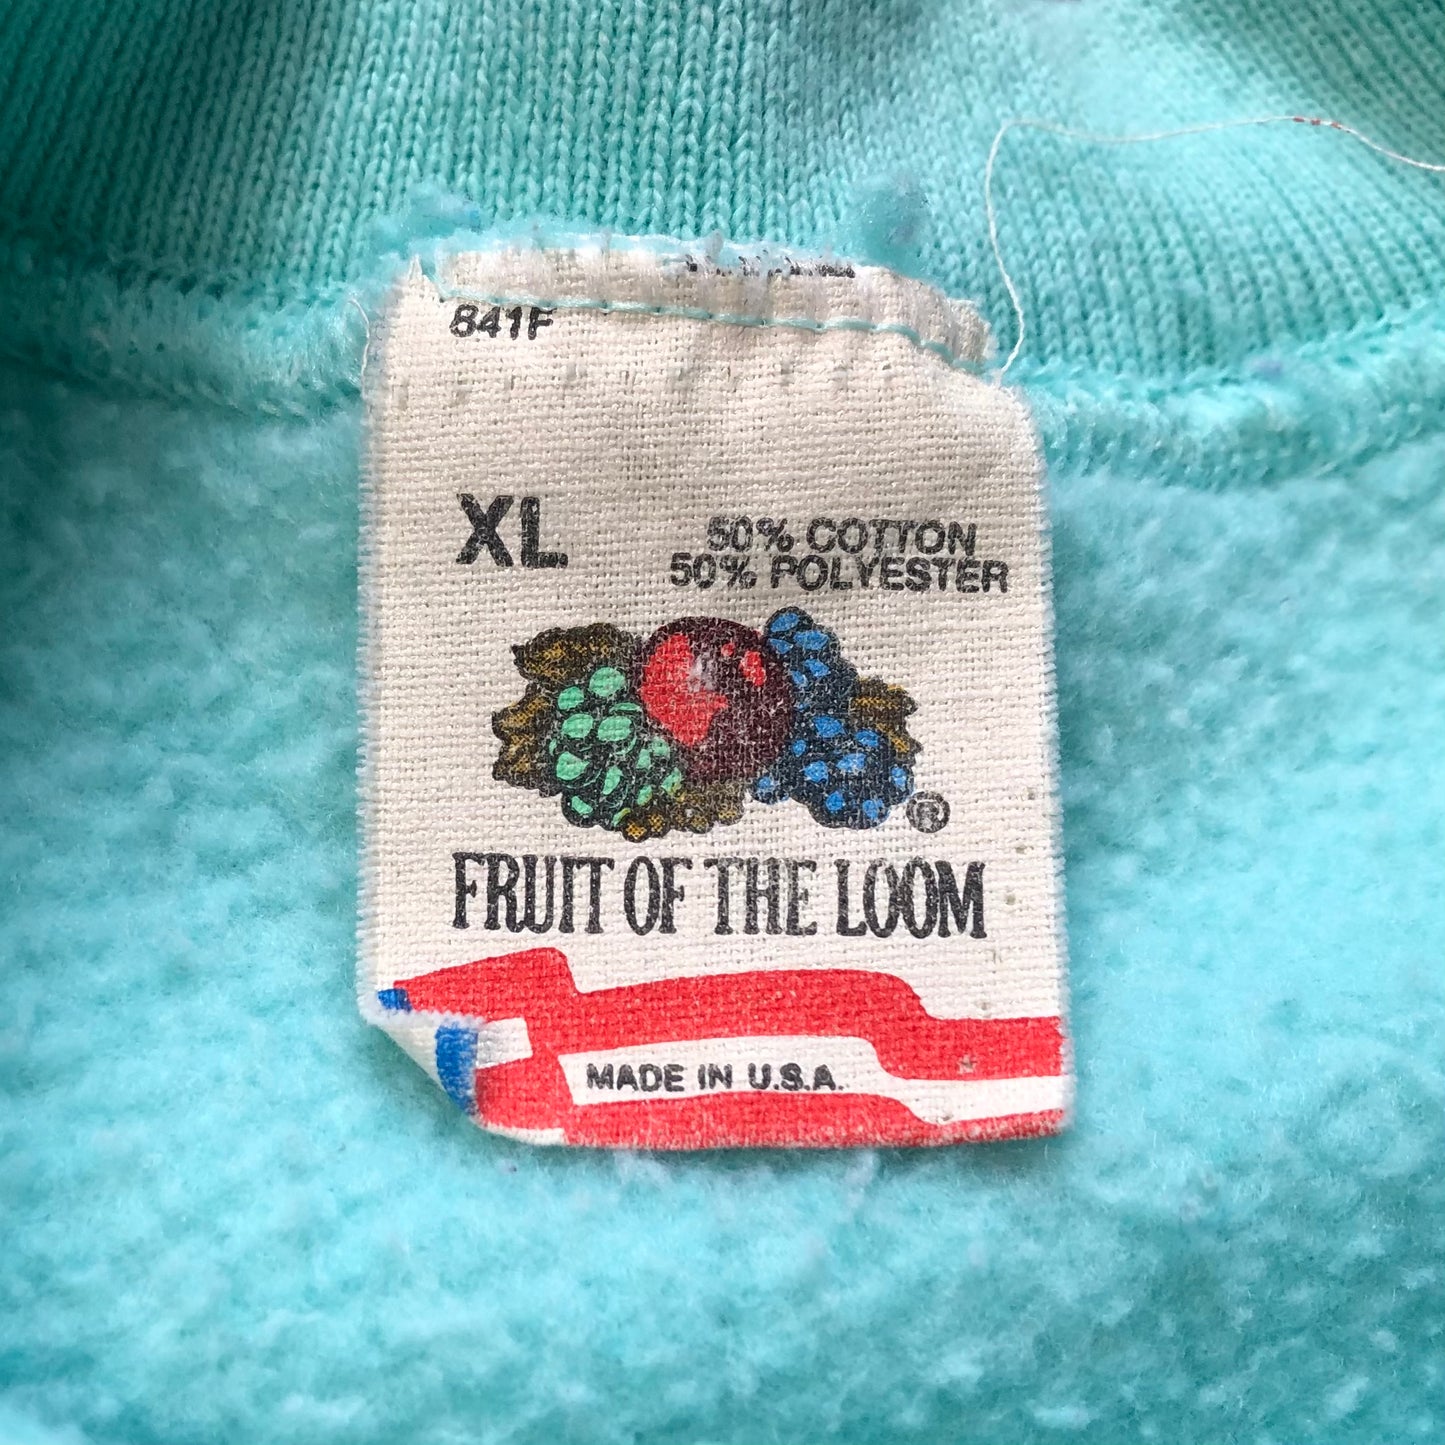 841F
XL
50% COTTON
50% POLYESTER
®
FRUIT OF THE LOOM
MADE IN U.S.A.